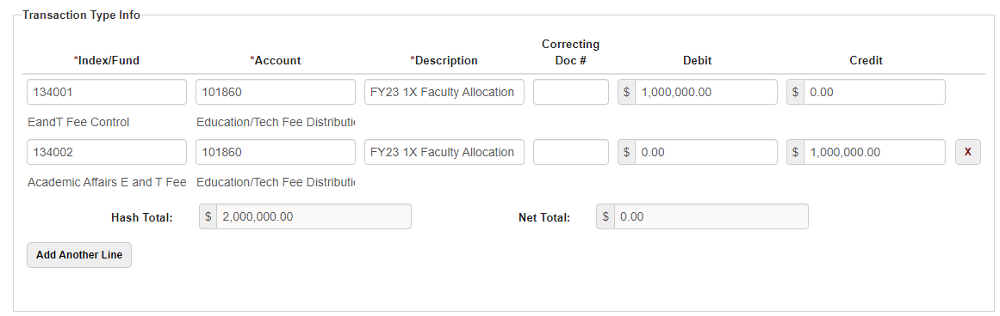 Transaction Type Info
*Index/Fund *Account *Description Correcting Doc # Debit Credit
134001 101860 FY23 1X Faculty Allocation $ 1,000,000.00 $ 0.00
EandT Fee Control Education/Tech Fee Distributi
134002 101860 FY23 1X Faculty Allocation $ 0.00 $ 1,000,000.00 X
Academic Affairs E and T Fee Education/Tech Fee Distributi
Hash Total: $ 2,000,000.00 Net Total: $ 0.00
Add Another Line